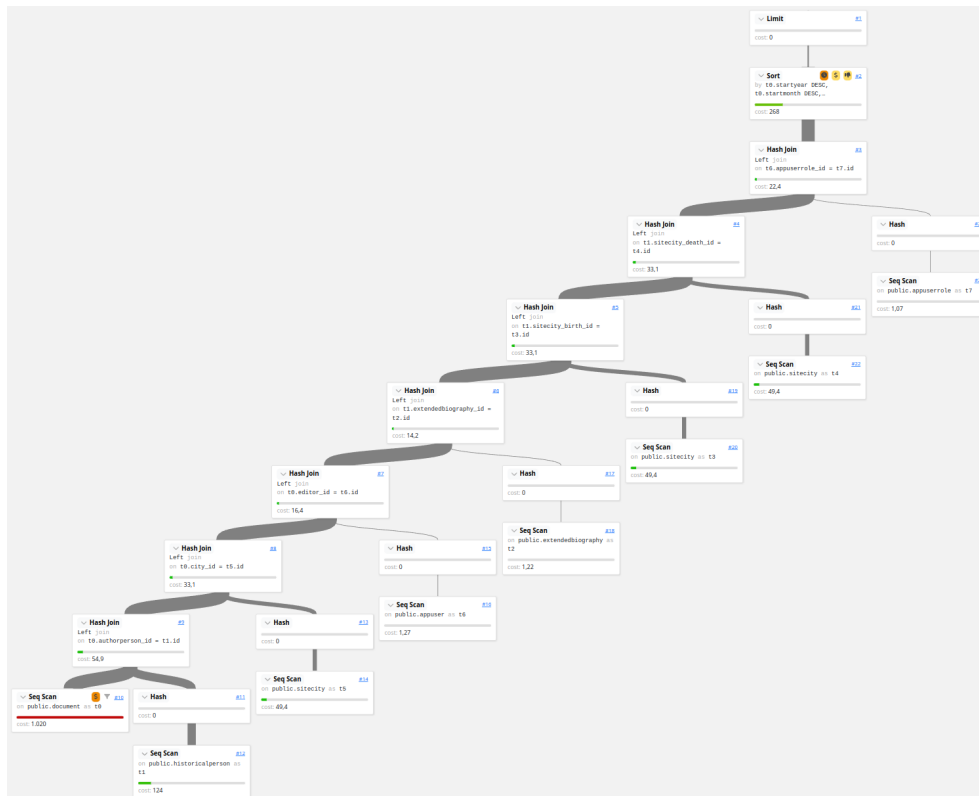 Limit #1
cost: 0
Sort $ #2
by t0.startyear DESC,
t0.startmonth DESC,…
cost: 268
Hash Join #3
Left join
on t6.appuserrole_id = t7.id
cost: 22,4
Hash Join #4
Left join
on t1.sitecity_death_id =
t4.id
cost: 33,1
Hash
cost: 0
Seq Scan
on public.appuserrole as t7
cost: 1,07
Hash Join #5
Left join
on t1.sitecity_birth_id =
t3.id
cost: 33,1
Hash #21
cost: 0
Seq Scan #22
on public.sitecity as t4
cost: 49,4
Hash Join #6
Left join
on t1.extendedbiography_id =
t2.id
cost: 14,2
Hash #19
cost: 0
Seq Scan #20
on public.sitecity as t3
cost: 49,4
Hash Join #7
Left join
on t0.editor_id = t6.id
cost: 16,4
Hash #17
cost: 0
Seq Scan #18
on public.extendedbiography as
t2
cost: 1,22
Hash Join #8
Left join
on t0.city_id = t5.id
cost: 33,1
Hash #15
cost: 0
Seq Scan #16
on public.appuser as t6
cost: 1,27
Hash Join #9
Left join
on t0.authorperson_id = t1.id
cost: 54,9
Hash #13
cost: 0
Seq Scan #14
on public.sitecity as t5
cost: 49,4
Seq Scan $ #10
on public.document as t0
cost: 1.020
Hash #11
cost: 0
Seq Scan #12
on public.historicalperson as
t1
cost: 124